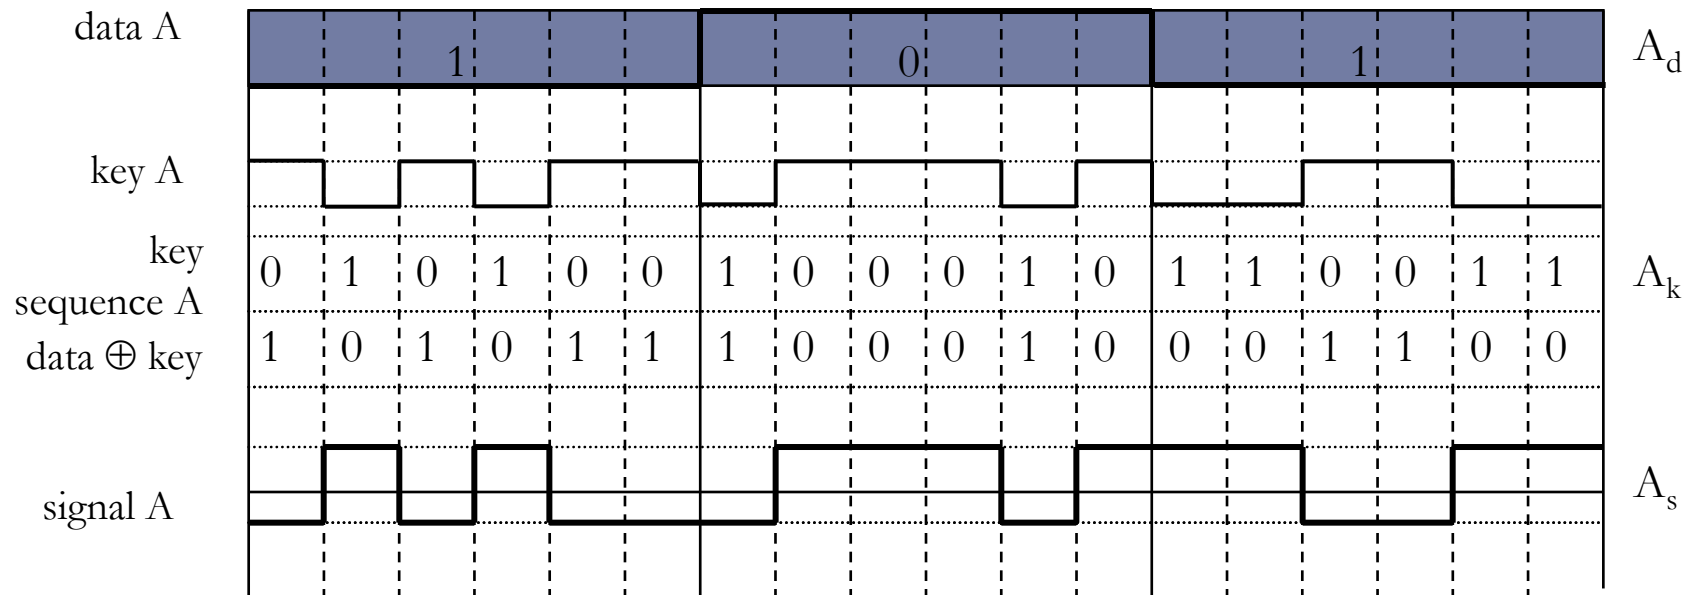 data A 1 0 1 A_d
key A
key
sequence A 0 1 0 1 0 0 1 0 0 0 1 0 1 1 0 0 1 1 A_k
data ⊕ key 1 0 1 0 1 1 1 0 0 0 1 0 0 0 1 1 0 0
signal A A_s